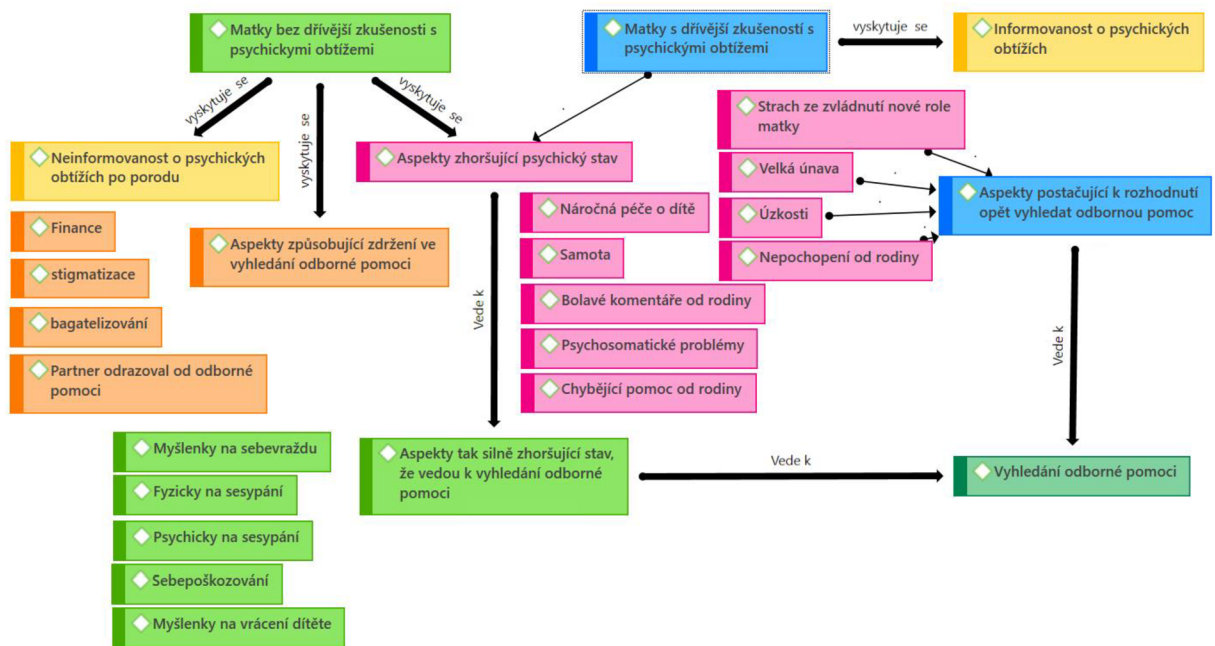 Matky bez dřívější zkušenosti s
psychickymi obtížemi
Matky s dřívější zkušeností s
psychickými obtížemi
vyskytuje se
Informovanost o psychických
obtížích
vyskytuje se
vyskytuje se
vyskytuje se
Strach ze zvládnutí nové role
matky
Neinformovanost o psychických
obtížích po porodu
Aspekty zhoršující psychický stav
Velká únava
Aspekty postačující k rozhodnutí
opět vyhledat odbornou pomoc
Náročná péče o dítě
Úzkosti
Finance
Aspekty způsobující zdržení ve
vyhledání odborné pomoci
Samota
Nepochopení od rodiny
stigmatizace
Bolavé komentáře od rodiny
Vede k
bagatelizování
Psychosomatické problémy
Vede k
Partner odrazoval od odborné
pomoci
Chybějící pomoc od rodiny
Myšlenky na sebevraždu
Aspekty tak silně zhoršující stav,
že vedou k vyhledání odborné
pomoci
Vede k
Vyhledání odborné pomoci
Fyzicky na sesypání
Psychicky na sesypání
Sebepoškozování
Myšlenky na vrácení dítěte